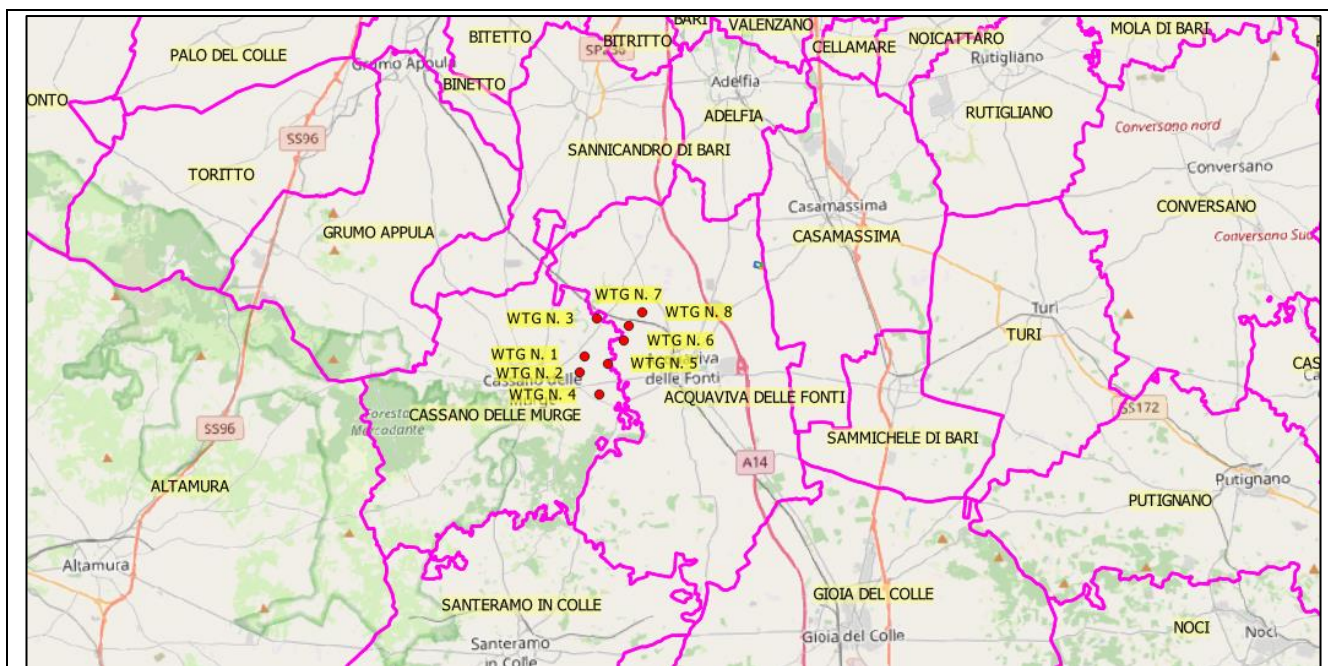 BARI
VALENZANO
BITETTO
BITRITTO
CELLAMARE
NOICATTARO
MOLA DI BARI
PALO DEL COLLE
Grumo Appula
Rutigliano
BINETTO
Adelfia
ONTO
ADELFIA
RUTIGLIANO
Conversano nord
SS96
SANNICANDRO DI BARI
Conversano
TORITTO
Casamassima
CONVERSANO
GRUMO APPULA
CASAMASSIMA
WTG N. 7
WTG N. 3
WTG N. 8
Turi
TURI
WTG N. 1
WTG N. 6
WTG N. 2
WTG N. 5
Cassano delle
delle Fonti
WTG N. 4
ACQUAVIVA DELLE FONTI
CASSANO DELLE MURGE
Foresta
Mercadante
SS172
SS96
SAMMICHELE DI BARI
A14
ALTAMURA
Putignano
PUTIGNANO
Altamura
SANTERAMO IN COLLE
GIOIA DEL COLLE
NOCI
Noci
Santeramo
in Colle
Gioia del Colle